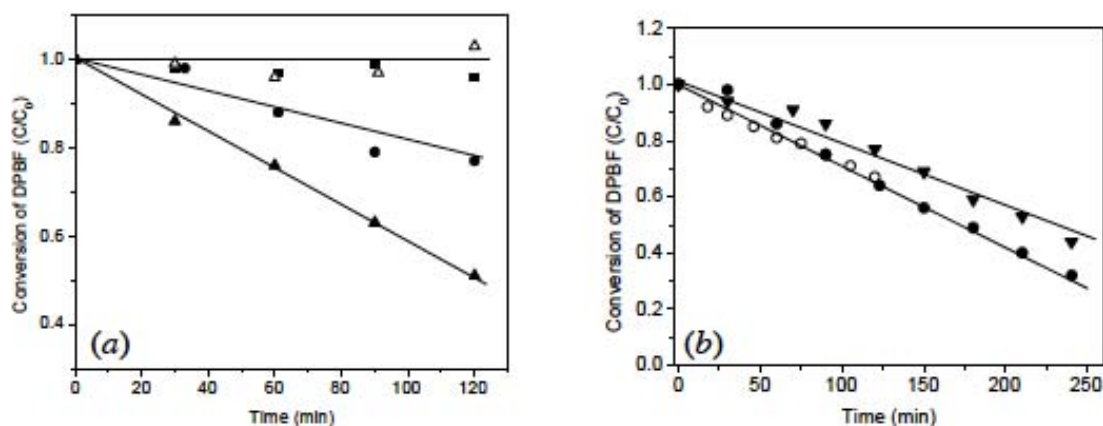 Conversion of DPBF (C/C₀)
1.0
0.8
0.6
0.4
0 20 40 60 80 100 120
Time (min)
(a)
Conversion of DPBF (C/C₀)
1.2
1.0
0.8
0.6
0.4
0.2
0.0
0 50 100 150 200 250
Time (min)
(b)